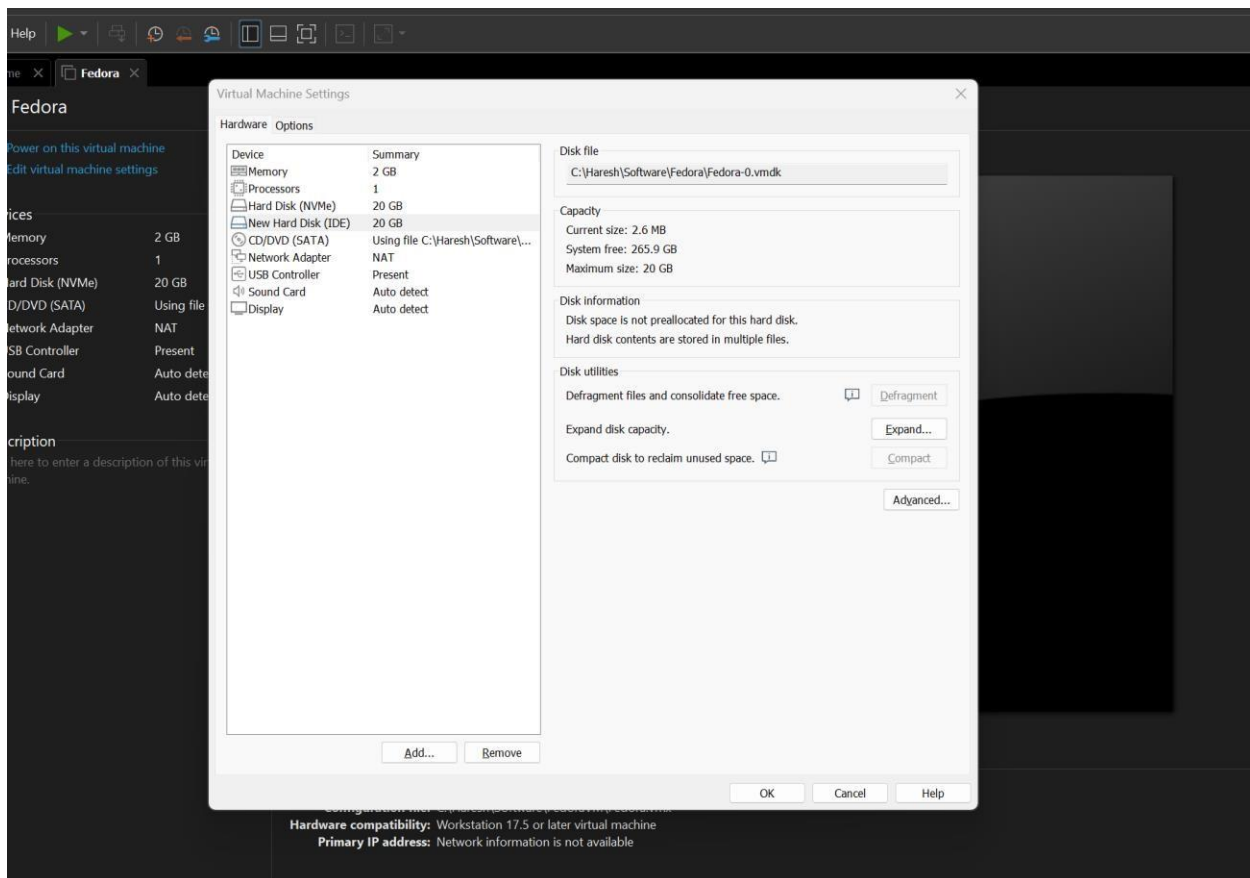 Help
me
Fedora
Fedora
Power on this virtual machine
Edit virtual machine settings
ices
Memory 2 GB
rocessors 1
ard Disk (NVMe) 20 GB
D/DVD (SATA) Using file
etwork Adapter NAT
SB Controller Present
ound Card Auto dete
isplay Auto dete
cription
here to enter a description of this vir
hine.
Virtual Machine Settings
Hardware Options
Device Summary
Memory 2 GB
Processors 1
Hard Disk (NVMe) 20 GB
New Hard Disk (IDE) 20 GB
CD/DVD (SATA) Using file C:\Haresh\Software\...
Network Adapter NAT
USB Controller Present
Sound Card Auto detect
Display Auto detect
Add... Remove
Disk file
C:\Haresh\Software\Fedora\Fedora-0.vmdk
Capacity
Current size: 2.6 MB
System free: 265.9 GB
Maximum size: 20 GB
Disk information
Disk space is not preallocated for this hard disk.
Hard disk contents are stored in multiple files.
Disk utilities
Defragment files and consolidate free space. Defragment
Expand disk capacity. Expand...
Compact disk to reclaim unused space. Compact
Advanced...
OK Cancel Help
Hardware compatibility: Workstation 17.5 or later virtual machine
Primary IP address: Network information is not available